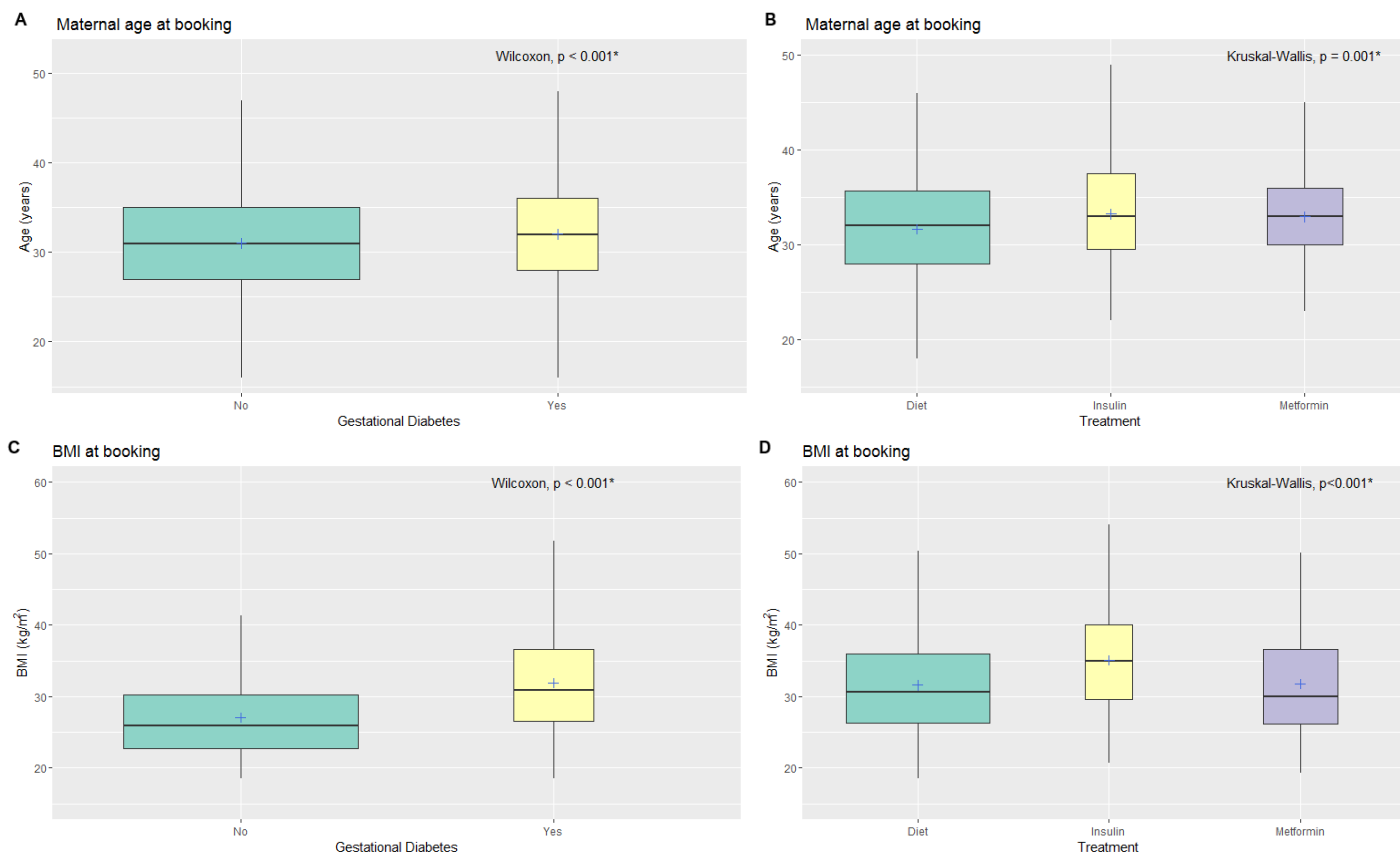 A
Maternal age at booking
Wilcoxon, p < 0.001*
50
40
30
20
Age (years)
No
Yes
Gestational Diabetes
B
Maternal age at booking
Kruskal-Wallis, p = 0.001*
50
40
30
20
Age (years)
Diet
Insulin
Metformin
Treatment
C
BMI at booking
Wilcoxon, p < 0.001*
60
50
40
30
20
BMI (kg/m²)
No
Yes
Gestational Diabetes
D
BMI at booking
Kruskal-Wallis, p<0.001*
60
50
40
30
20
BMI (kg/m²)
Diet
Insulin
Metformin
Treatment